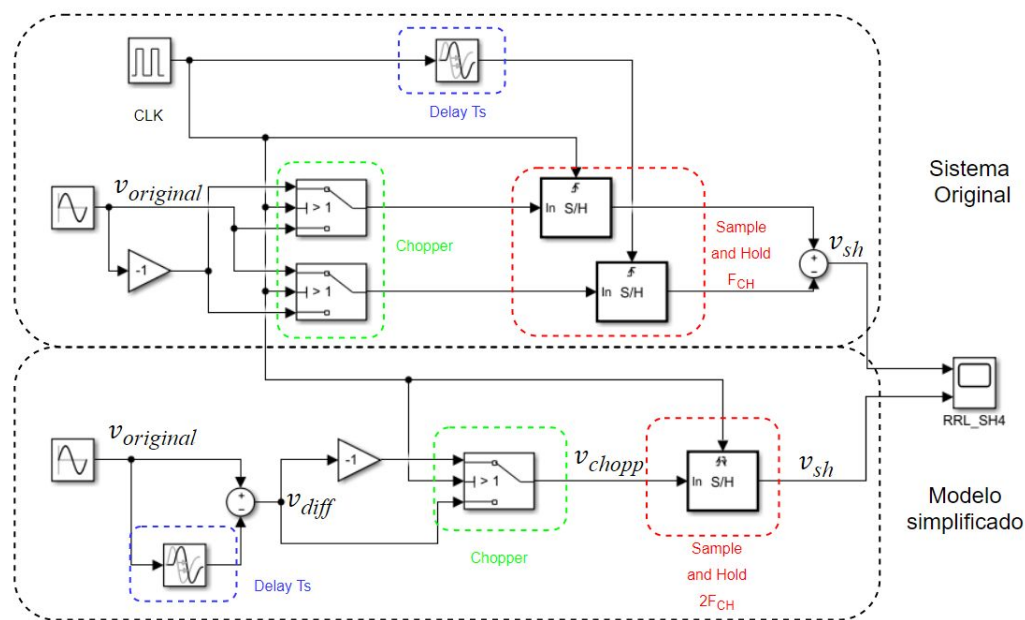 CLK
Delay Ts
v_original
-1
> 1
> 1
Chopper
In S/H
In S/H
Sample
and Hold
F_CH
+
−
v_sh
Sistema
Original
RRL_SH4
v_original
+
−
v_diff
Delay Ts
-1
> 1
Chopper
v_chopp
In S/H
Sample
and Hold
2F_CH
v_sh
Modelo
simplificado